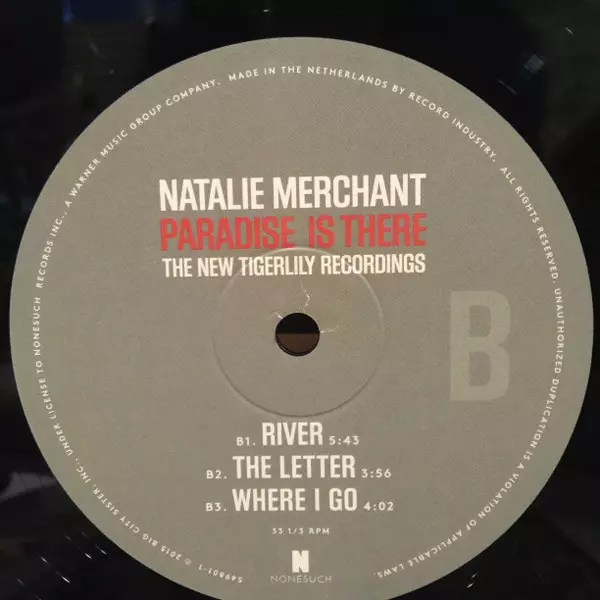 NATALIE MERCHANT
PARADISE IS THERE
THE NEW TIGERLILY RECORDINGS
B
B1. RIVER 5:43
B2. THE LETTER 3:56
B3. WHERE I GO 4:02
33 1/3 RPM
N
NONESUCH
549801-1 ℗ 2015 BIG CITY SISTER, INC., UNDER LICENSE TO NONESUCH RECORDS INC., A WARNER MUSIC GROUP COMPANY. MADE IN THE NETHERLANDS BY RECORD INDUSTRY. ALL RIGHTS RESERVED. UNAUTHORIZED DUPLICATION IS A VIOLATION OF APPLICABLE LAWS.